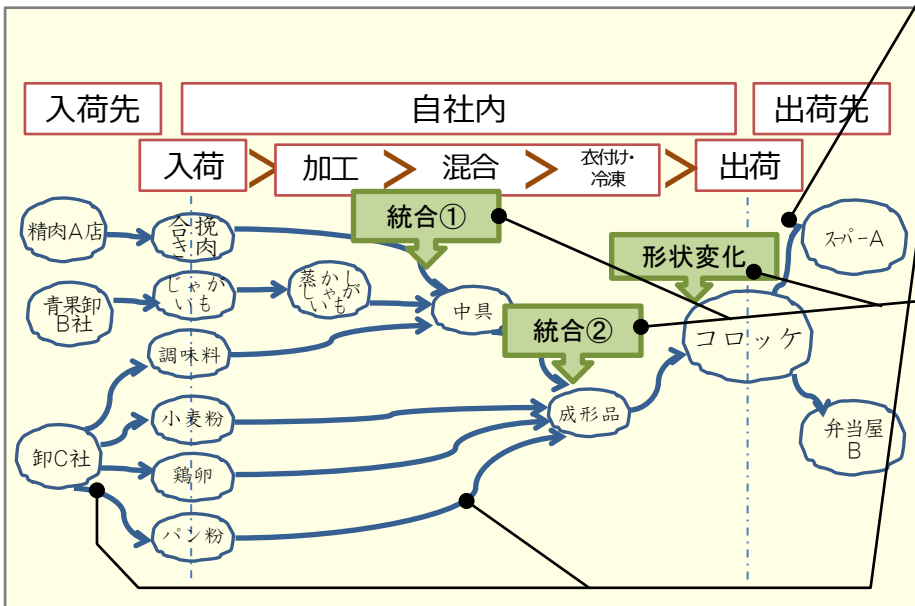 入荷先
自社内
出荷先
入荷
加工
混合
衣付け・
冷凍
出荷
統合①
精肉A店
合挽
き肉
スーパーA
形状変化
青果卸
B社
じゃが
いも
蒸かし
じゃが
いも
中具
統合②
コロッケ
調味料
小麦粉
成形品
弁当屋
B
卸C社
鶏卵
パン粉